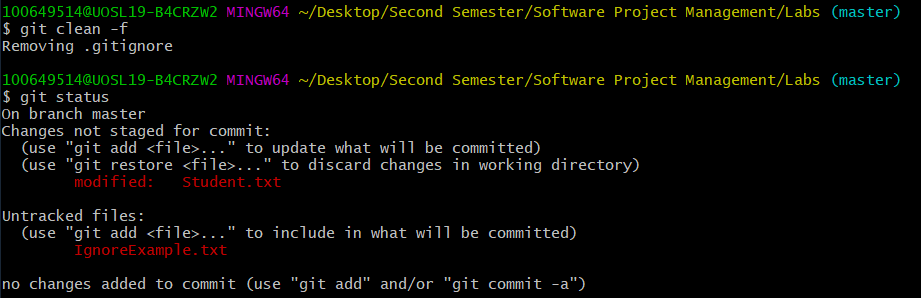 100649514@UOSL19-B4CRZW2 MINGW64 ~/Desktop/Second Semester/Software Project Management/Labs (master)
$ git clean -f
Removing .gitignore

100649514@UOSL19-B4CRZW2 MINGW64 ~/Desktop/Second Semester/Software Project Management/Labs (master)
$ git status
On branch master
Changes not staged for commit:
  (use "git add <file>..." to update what will be committed)
  (use "git restore <file>..." to discard changes in working directory)
        modified:   Student.txt

Untracked files:
  (use "git add <file>..." to include in what will be committed)
        IgnoreExample.txt

no changes added to commit (use "git add" and/or "git commit -a")